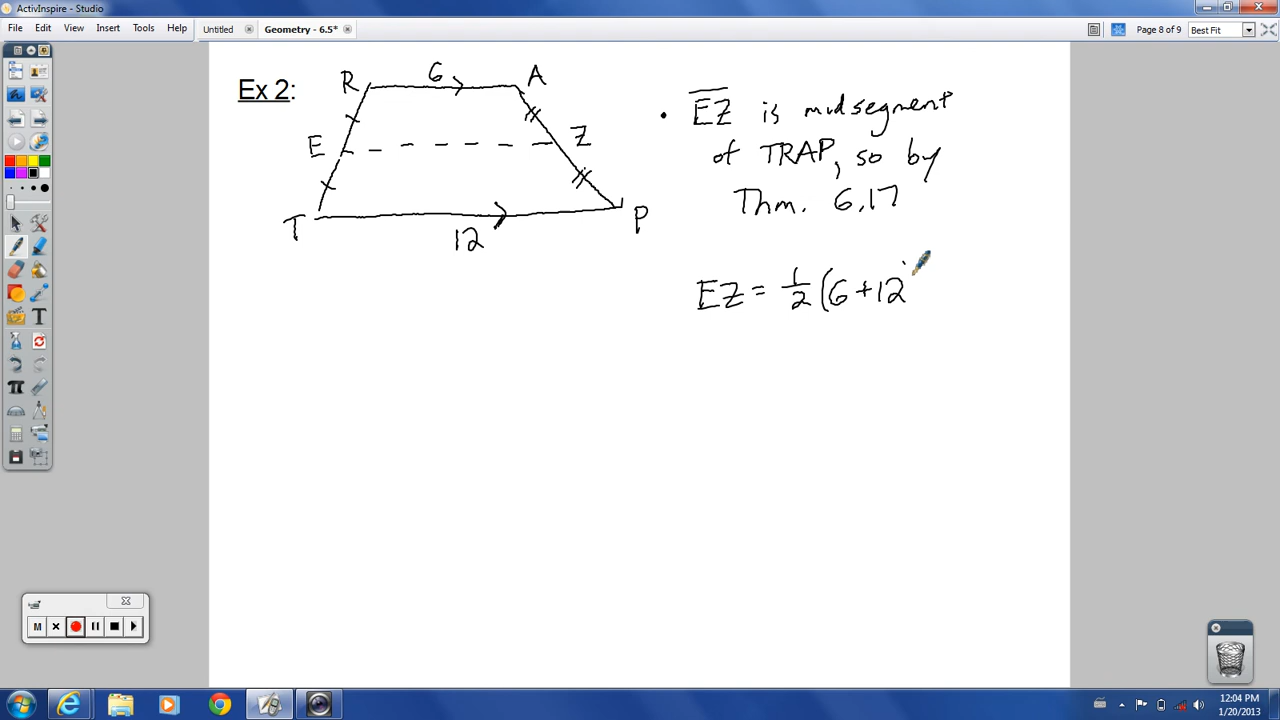 ActivInspire - Studio
File Edit View Insert Tools Help Untitled Geometry - 6.5* Page 8 of 9 Best Fit
Ex 2:
R 6 A
E Z
T 12 P
• EZ is midsegment
of TRAP, so by
Thm. 6.17
EZ = 1/2 (6+12
M
12:04 PM
1/20/2013